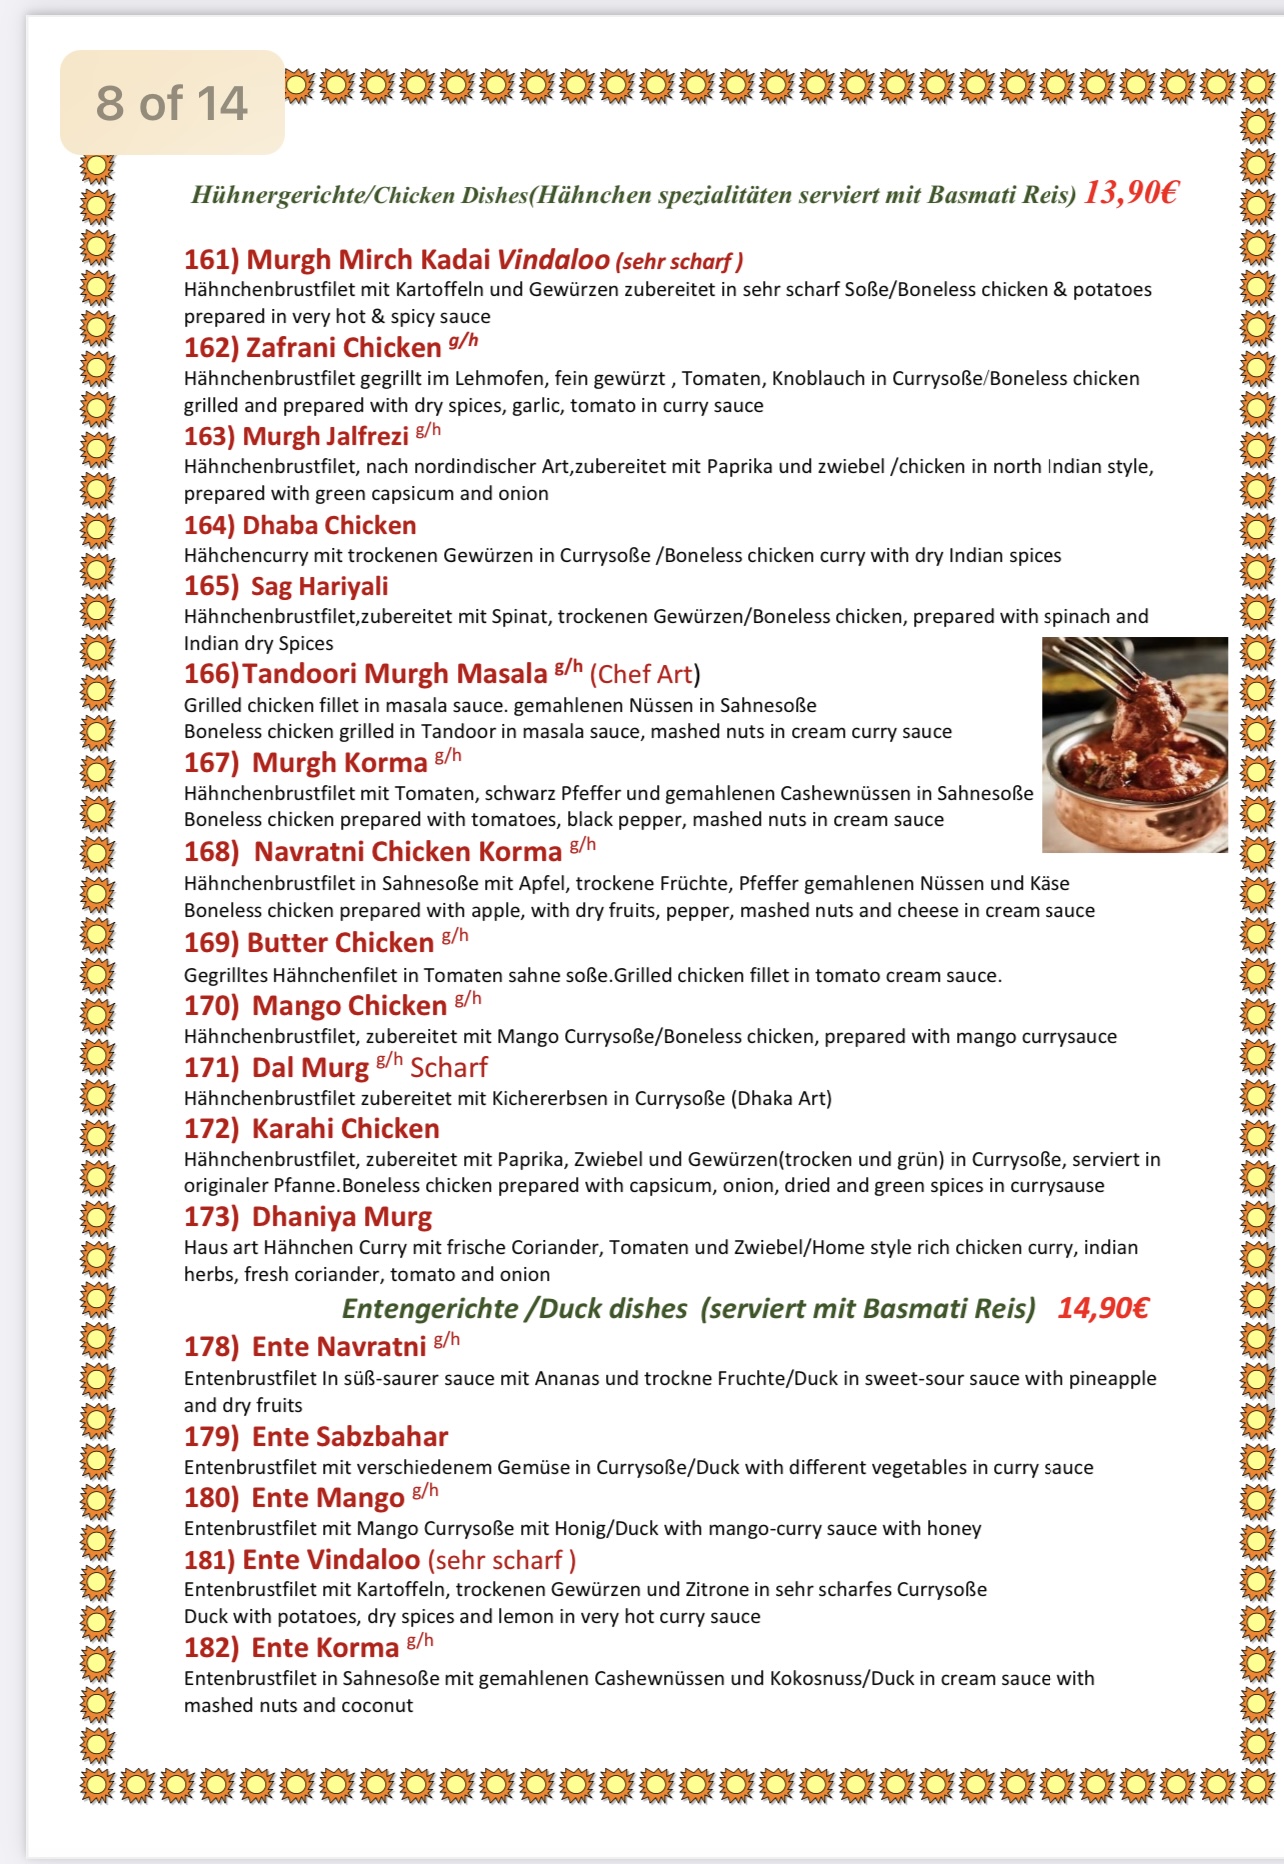 8 of 14
Hühnergerichte/Chicken Dishes(Hähnchen spezialitäten serviert mit Basmati Reis) 13,90€
161) Murgh Mirch Kadai Vindaloo (sehr scharf )
Hähnchenbrustfilet mit Kartoffeln und Gewürzen zubereitet in sehr scharf Soße/Boneless chicken & potatoes
prepared in very hot & spicy sauce
162) Zafrani Chicken g/h
Hähnchenbrustfilet gegrillt im Lehmofen, fein gewürzt , Tomaten, Knoblauch in Currysoße/Boneless chicken
grilled and prepared with dry spices, garlic, tomato in curry sauce
163) Murgh Jalfrezi g/h
Hähnchenbrustfilet, nach nordindischer Art,zubereitet mit Paprika und zwiebel /chicken in north Indian style,
prepared with green capsicum and onion
164) Dhaba Chicken
Hähchencurry mit trockenen Gewürzen in Currysoße /Boneless chicken curry with dry Indian spices
165) Sag Hariyali
Hähnchenbrustfilet,zubereitet mit Spinat, trockenen Gewürzen/Boneless chicken, prepared with spinach and
Indian dry Spices
166)Tandoori Murgh Masala g/h (Chef Art)
Grilled chicken fillet in masala sauce. gemahlenen Nüssen in Sahnesoße
Boneless chicken grilled in Tandoor in masala sauce, mashed nuts in cream curry sauce
167) Murgh Korma g/h
Hähnchenbrustfilet mit Tomaten, schwarz Pfeffer und gemahlenen Cashewnüssen in Sahnesoße
Boneless chicken prepared with tomatoes, black pepper, mashed nuts in cream sauce
168) Navratni Chicken Korma g/h
Hähnchenbrustfilet in Sahnesoße mit Apfel, trockene Früchte, Pfeffer gemahlenen Nüssen und Käse
Boneless chicken prepared with apple, with dry fruits, pepper, mashed nuts and cheese in cream sauce
169) Butter Chicken g/h
Gegrilltes Hähnchenfilet in Tomaten sahne soße.Grilled chicken fillet in tomato cream sauce.
170) Mango Chicken g/h
Hähnchenbrustfilet, zubereitet mit Mango Currysoße/Boneless chicken, prepared with mango currysauce
171) Dal Murg g/h Scharf
Hähnchenbrustfilet zubereitet mit Kichererbsen in Currysoße (Dhaka Art)
172) Karahi Chicken
Hähnchenbrustfilet, zubereitet mit Paprika, Zwiebel und Gewürzen(trocken und grün) in Currysoße, serviert in
originaler Pfanne.Boneless chicken prepared with capsicum, onion, dried and green spices in currysause
173) Dhaniya Murg
Haus art Hähnchen Curry mit frische Coriander, Tomaten und Zwiebel/Home style rich chicken curry, indian
herbs, fresh coriander, tomato and onion
Entengerichte /Duck dishes (serviert mit Basmati Reis) 14,90€
178) Ente Navratni g/h
Entenbrustfilet In süß-saurer sauce mit Ananas und trockne Fruchte/Duck in sweet-sour sauce with pineapple
and dry fruits
179) Ente Sabzbahar
Entenbrustfilet mit verschiedenem Gemüse in Currysoße/Duck with different vegetables in curry sauce
180) Ente Mango g/h
Entenbrustfilet mit Mango Currysoße mit Honig/Duck with mango-curry sauce with honey
181) Ente Vindaloo (sehr scharf )
Entenbrustfilet mit Kartoffeln, trockenen Gewürzen und Zitrone in sehr scharfes Currysoße
Duck with potatoes, dry spices and lemon in very hot curry sauce
182) Ente Korma g/h
Entenbrustfilet in Sahnesoße mit gemahlenen Cashewnüssen und Kokosnuss/Duck in cream sauce with
mashed nuts and coconut